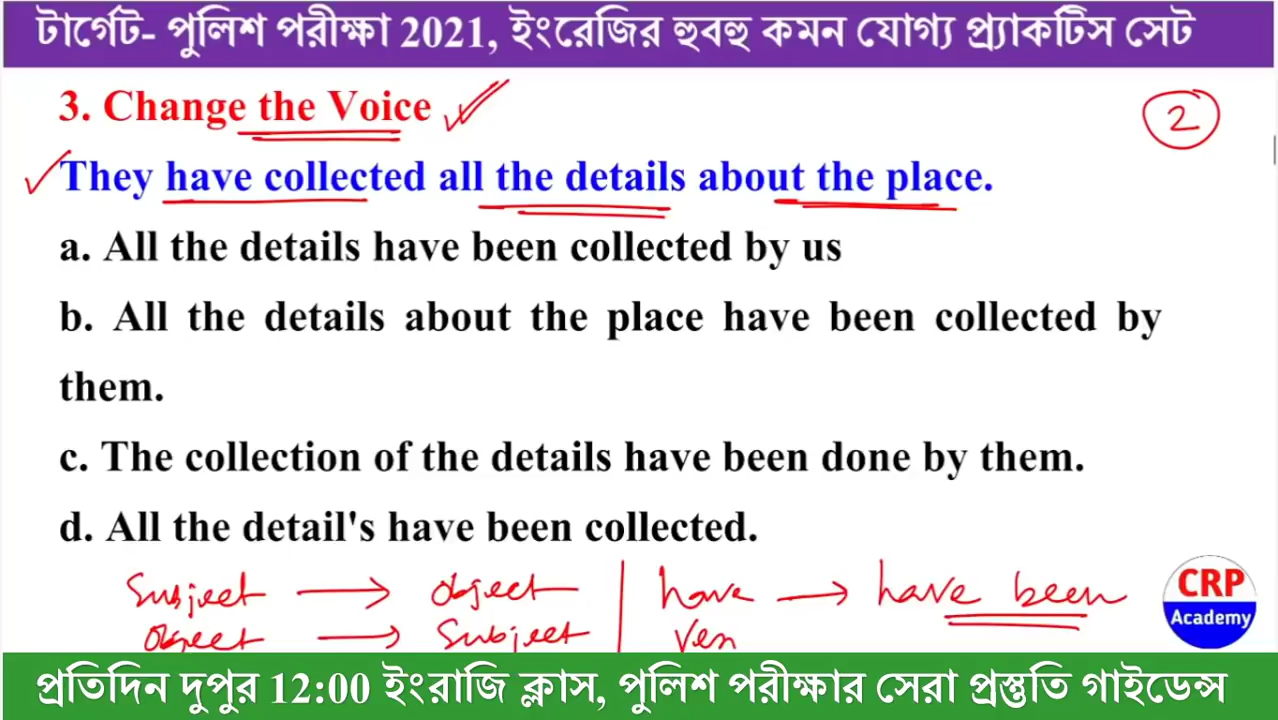 টার্গেট- পুলিশ পরীক্ষা 2021, ইংরেজির হুবহু কমন যোগ্য প্র্যাকটিস সেট
3. Change the Voice
2
They have collected all the details about the place.
a. All the details have been collected by us
b. All the details about the place have been collected by
them.
c. The collection of the details have been done by them.
d. All the detail's have been collected.
Subject → Object | have → have been
Object → Subject | Ver
CRP
Academy
প্রতিদিন দুপুর 12:00 ইংরাজি ক্লাস, পুলিশ পরীক্ষার সেরা প্রস্তুতি গাইডেন্স